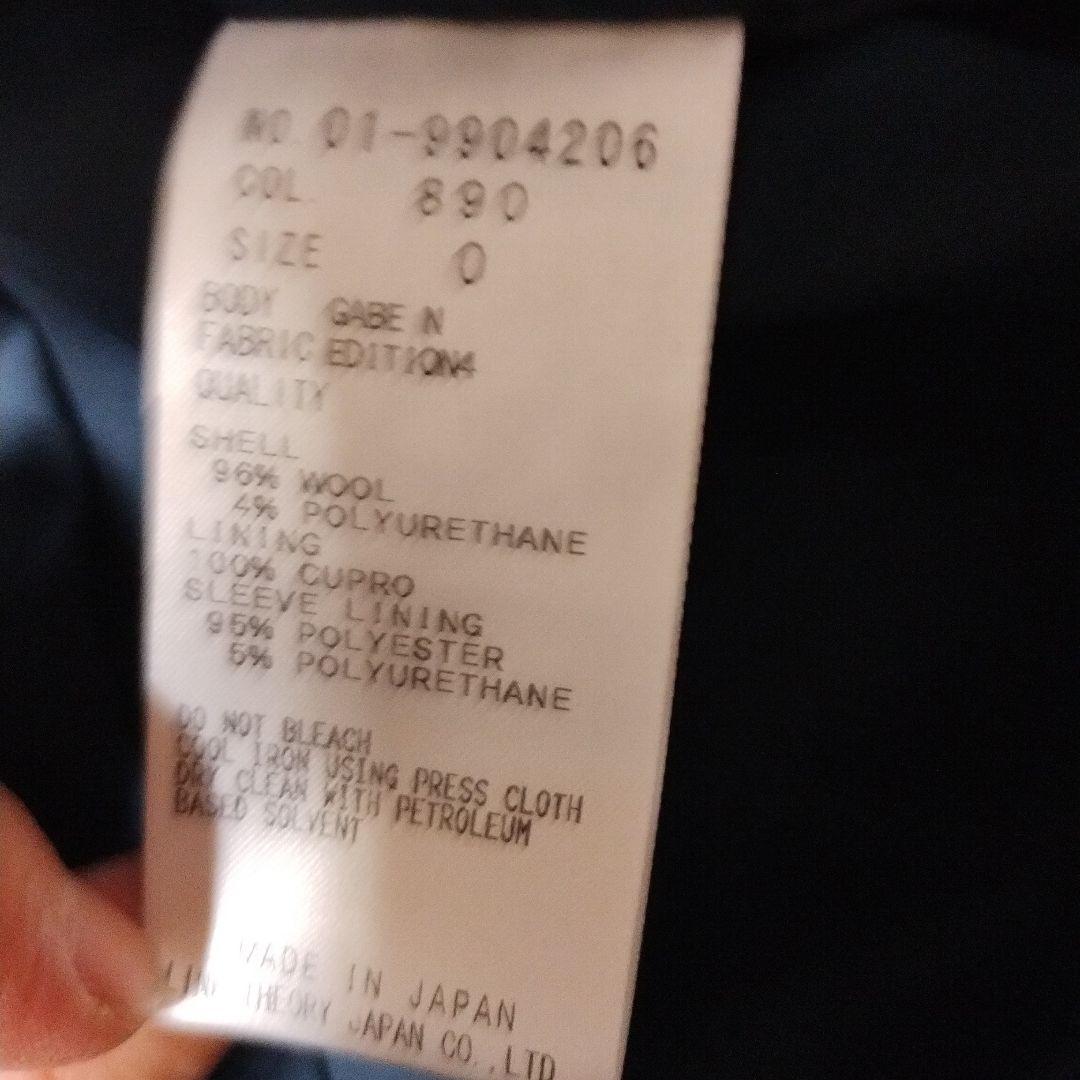 NO. 01-9904206
COL. 890
SIZE 0
BODY GABE N
FABRIC EDITION4
QUALITY
SHELL
96% WOOL
4% POLYURETHANE
LINING
100% CUPRO
SLEEVE LINING
95% POLYESTER
5% POLYURETHANE
DO NOT BLEACH
COOL IRON USING PRESS CLOTH
DRY CLEAN WITH PETROLEUM
BASED SOLVENT
MADE IN JAPAN
LINK THEORY JAPAN CO.,LTD